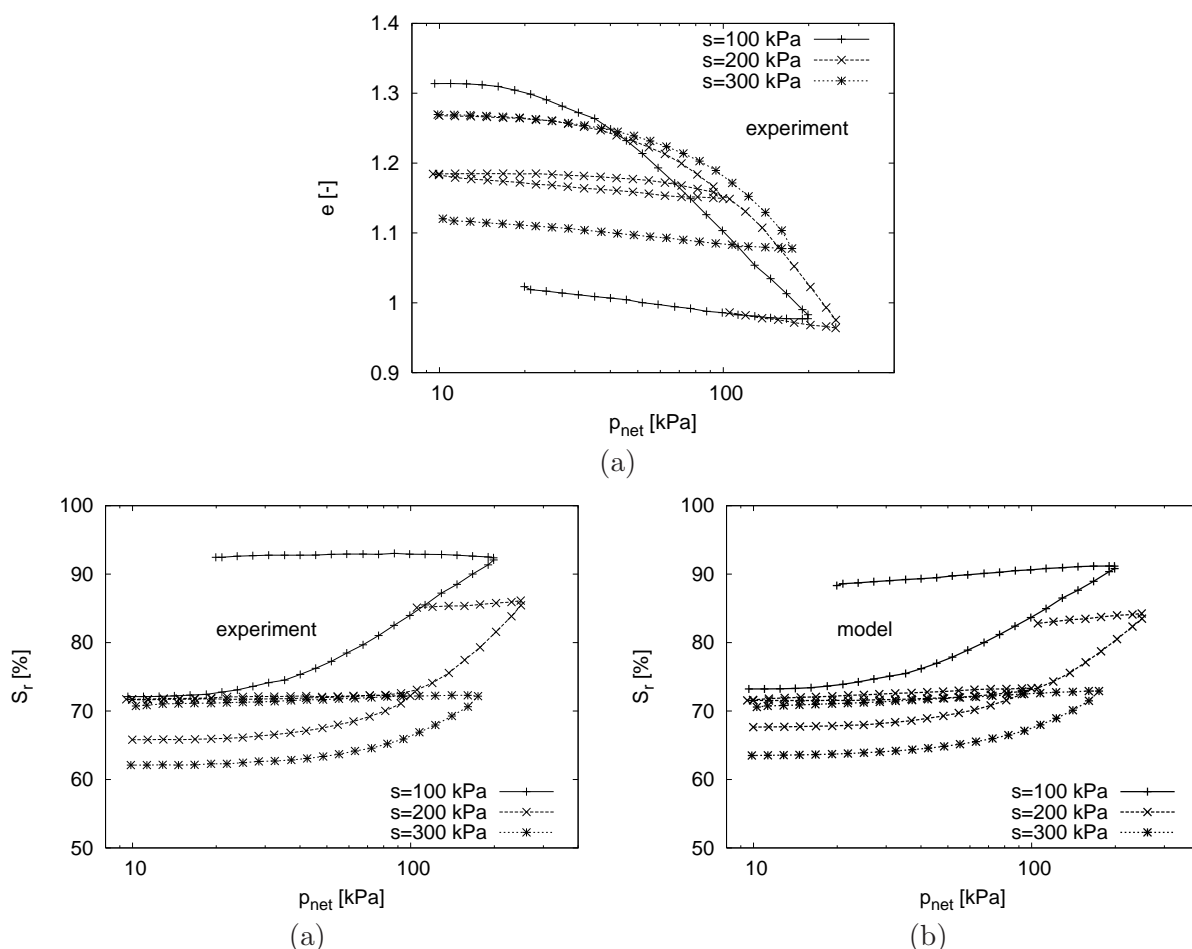 1.4
1.3
1.2
1.1
1
0.9
e [-]
s=100 kPa
s=200 kPa
s=300 kPa
experiment
10
100
p_net [kPa]
(a)
100
90
80
70
60
50
S_r [%]
experiment
s=100 kPa
s=200 kPa
s=300 kPa
10
100
p_net [kPa]
(a)
100
90
80
70
60
50
S_r [%]
model
s=100 kPa
s=200 kPa
s=300 kPa
10
100
p_net [kPa]
(b)